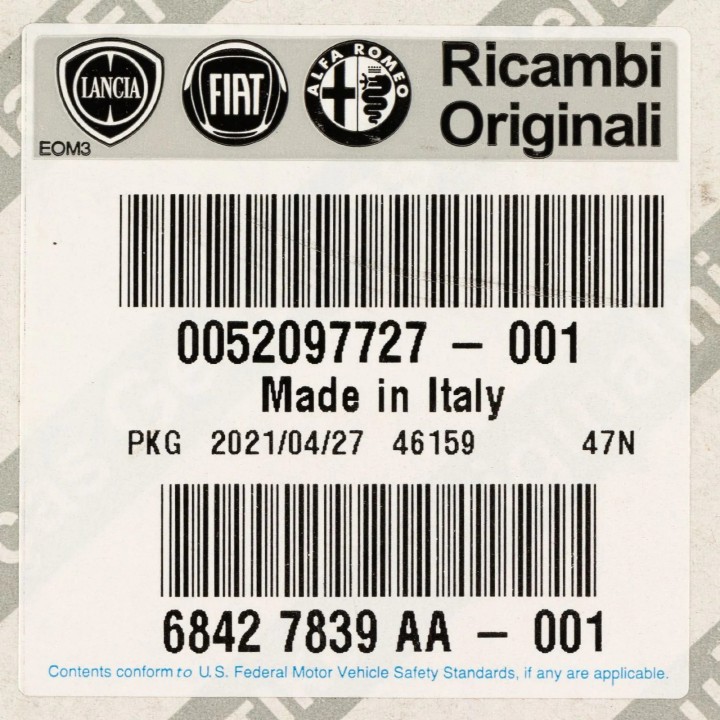 LANCIA FIAT ALFA ROMEO Ricambi
Originali
EOM3
0052097727 - 001
Made in Italy
PKG 2021/04/27 46159 47N
6842 7839 AA - 001
Contents conform to U.S. Federal Motor Vehicle Safety Standards, if any are applicable.